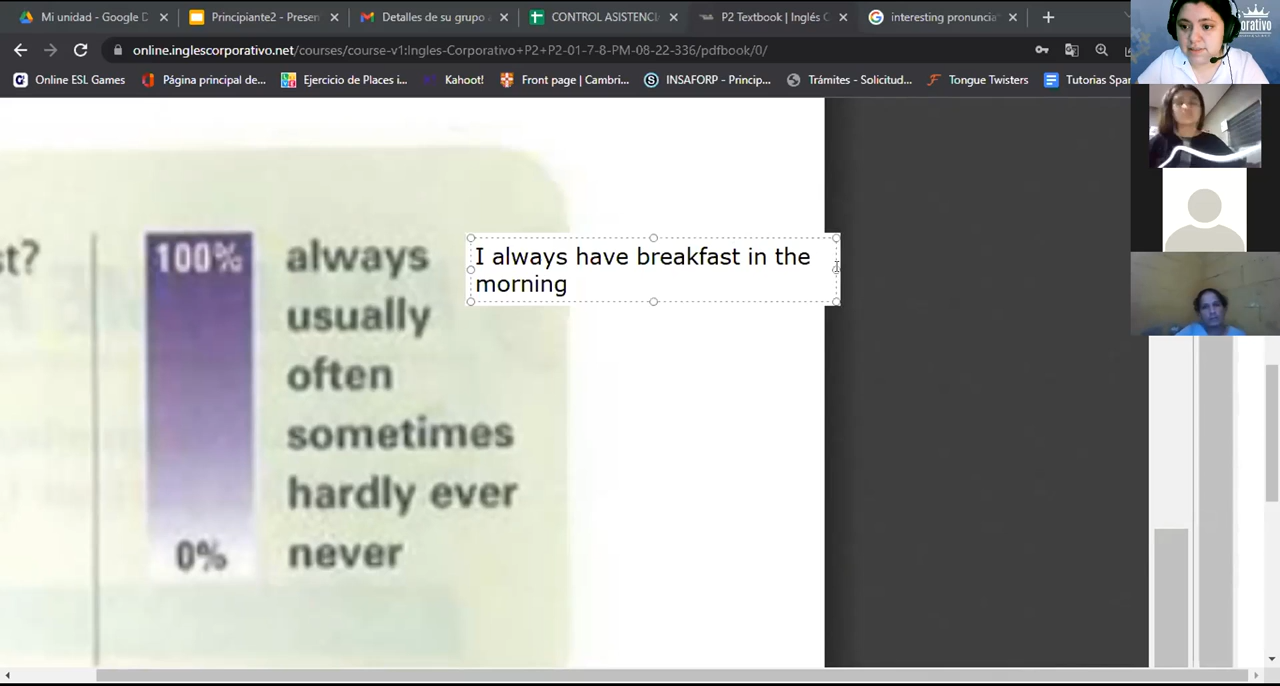 Mi unidad - Google D
Principiante2 - Presen
Detalles de su grupo
CONTROL ASISTENCI
P2 Textbook | Inglés C
interesting pronuncia
online.inglescorporativo.net/courses/course-v1:Ingles-Corporativo+P2+P2-01-7-8-PM-08-22-336/pdfbook/0/
Online ESL Games
Página principal de...
Ejercicio de Places i...
Kahoot!
Front page | Cambri...
INSAFORP - Princip...
Trámites - Solicitud...
Tongue Twisters
Tutorias Spar
st?
100%
always
usually
often
sometimes
hardly ever
0%
never
I always have breakfast in the
morning